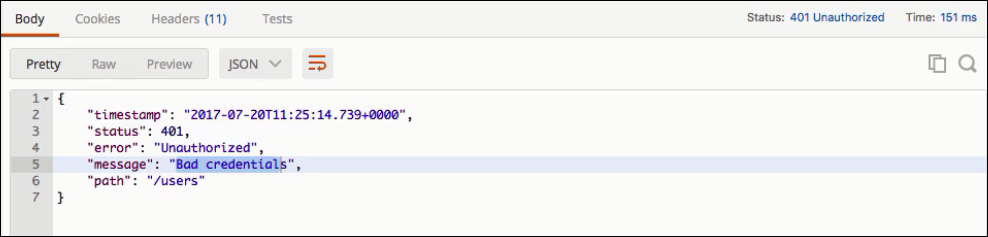 Body Cookies Headers (11) Tests Status: 401 Unauthorized Time: 151 ms
Pretty Raw Preview JSON
1 {
2 "timestamp": "2017-07-20T11:25:14.739+0000",
3 "status": 401,
4 "error": "Unauthorized",
5 "message": "Bad credentials",
6 "path": "/users"
7 }